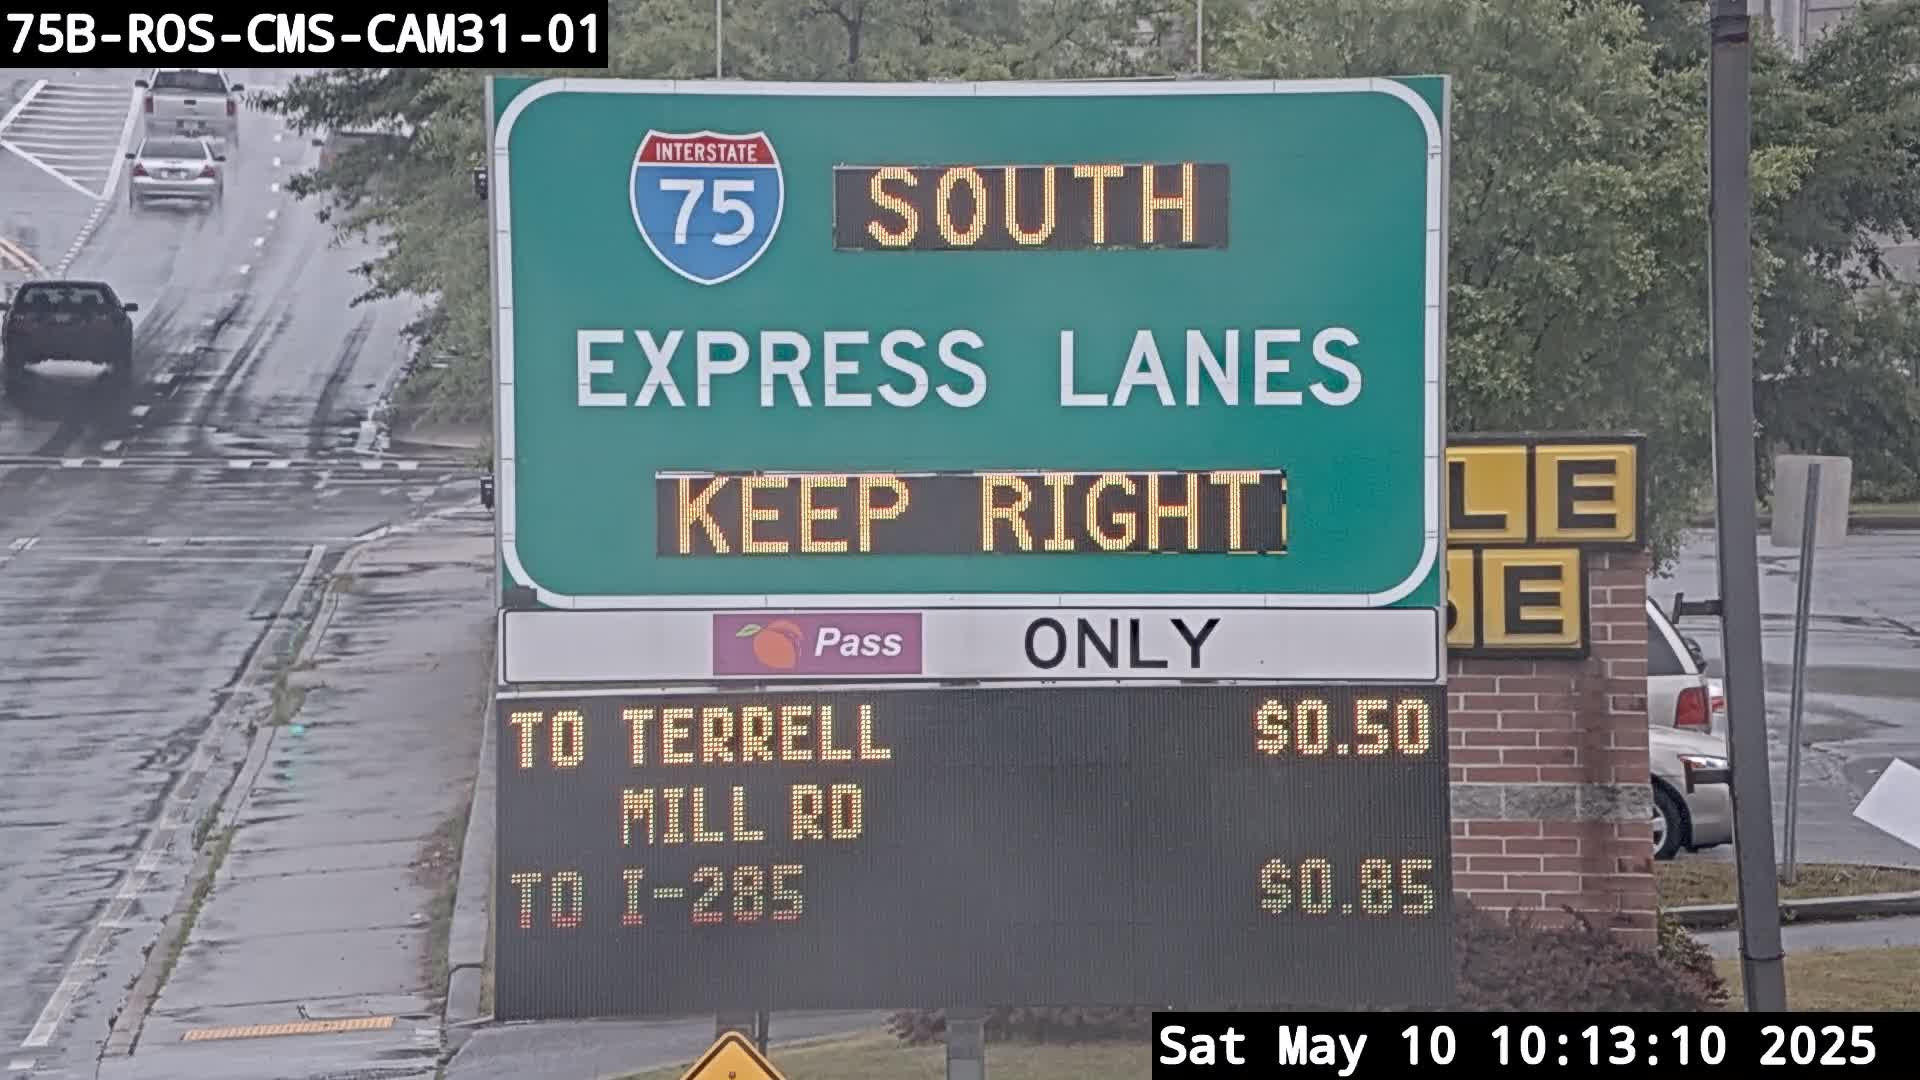 75B-ROS-CMS-CAM31-01
INTERSTATE
75
SOUTH
EXPRESS LANES
KEEP RIGHT
Pass ONLY
TO TERRELL $0.50
MILL RD
TO I-285 $0.85
LE
E
Sat May 10 10:13:10 2025